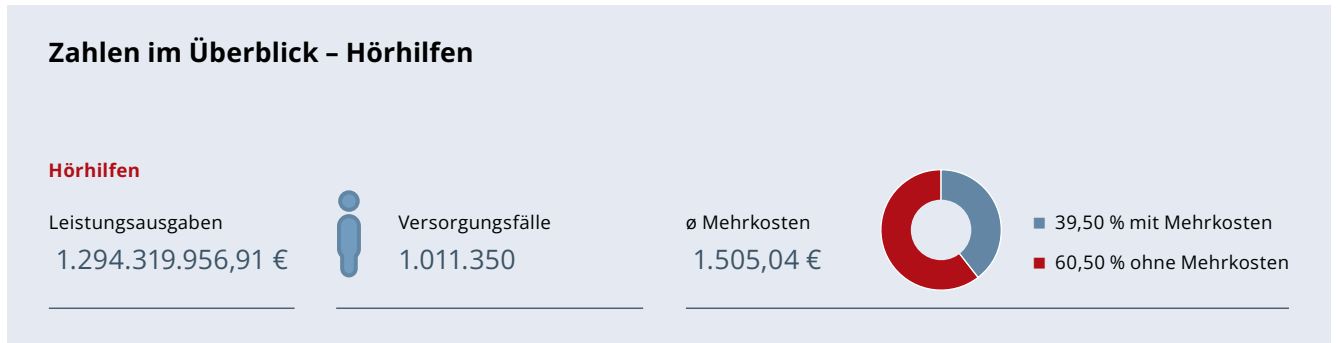 Zahlen im Überblick – Hörhilfen
Hörhilfen
Leistungsausgaben
1.294.319.956,91 €
Versorgungsfälle
1.011.350
ø Mehrkosten
1.505,04 €
39,50 % mit Mehrkosten
60,50 % ohne Mehrkosten